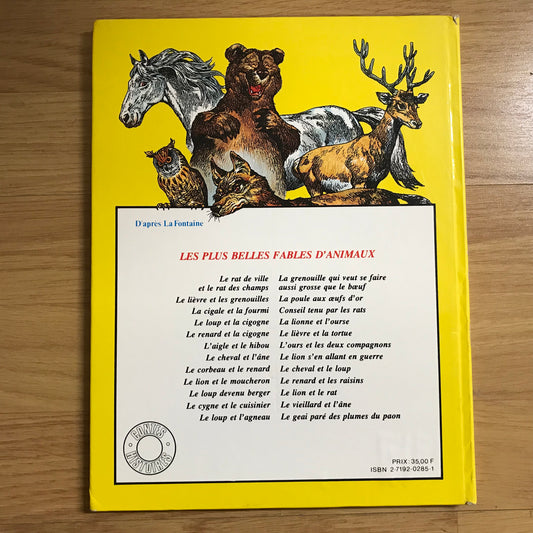 D'après La Fontaine
LES PLUS BELLES FABLES D'ANIMAUX
Le rat de ville
et le rat des champs
Le lièvre et les grenouilles
La cigale et la fourmi
Le loup et la cigogne
Le renard et la cigogne
L'aigle et le hibou
Le cheval et l'âne
Le corbeau et le renard
Le lion et le moucheron
Le loup devenu berger
Le cygne et le cuisinier
Le loup et l'agneau
La grenouille qui veut se faire
aussi grosse que le bœuf
La poule aux œufs d'or
Conseil tenu par les rats
La lionne et l'ourse
Le lièvre et la tortue
L'ours et les deux compagnons
Le lion s'en allant en guerre
Le cheval et le loup
Le renard et les raisins
Le lion et le rat
Le vieillard et l'âne
Le geai paré des plumes du paon
PRIX : 35,00 F
ISBN 2-7192-0285-1